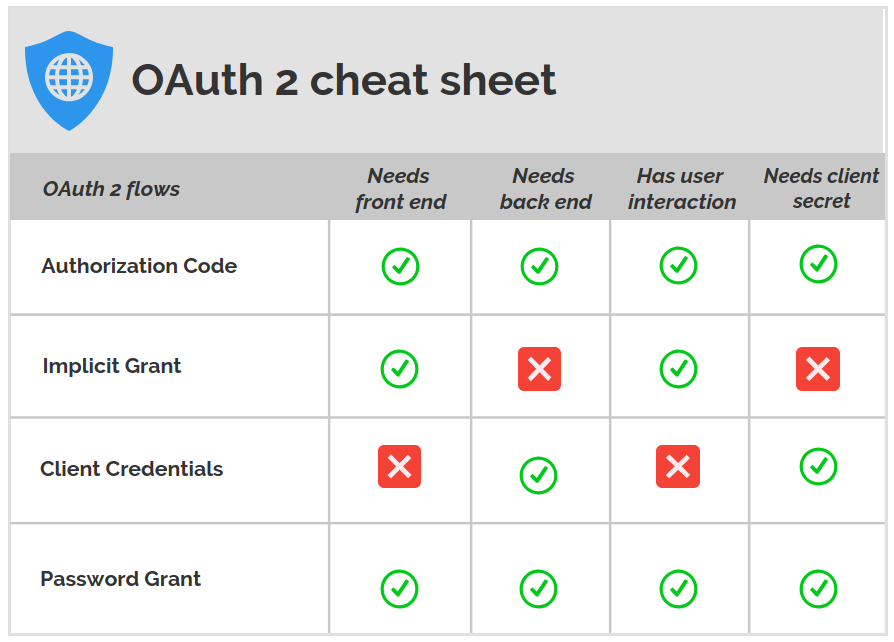 OAuth 2 cheat sheet
OAuth 2 flows
Needs
front end
Needs
back end
Has user
interaction
Needs client
secret
Authorization Code
Implicit Grant
Client Credentials
Password Grant